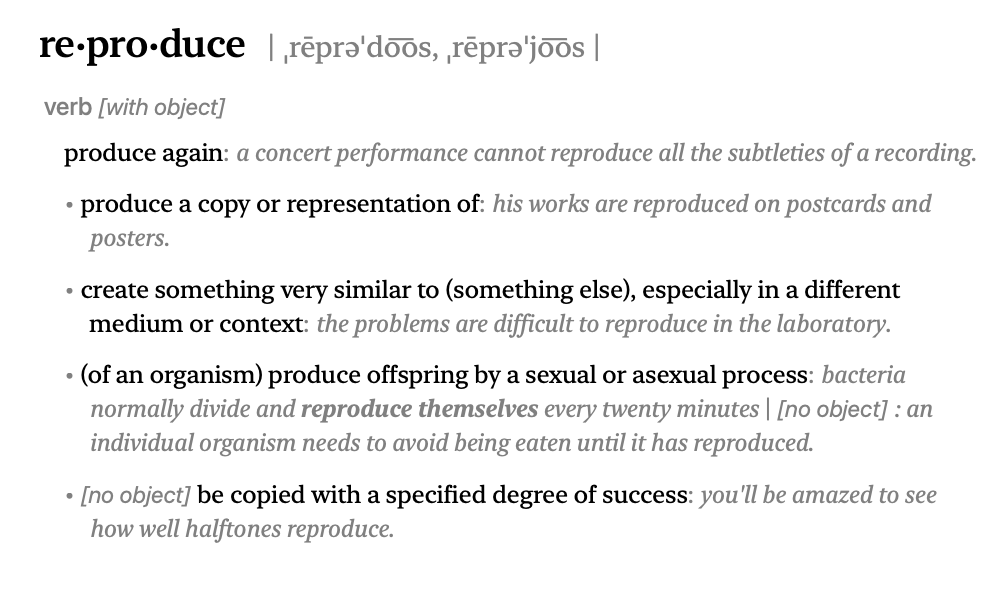 re·pro·duce | ˌrēprəˈdo͞os, ˌrēprəˈjo͞os |
verb [with object]
produce again: a concert performance cannot reproduce all the subtleties of a recording.
• produce a copy or representation of: his works are reproduced on postcards and
posters.
• create something very similar to (something else), especially in a different
medium or context: the problems are difficult to reproduce in the laboratory.
• (of an organism) produce offspring by a sexual or asexual process: bacteria
normally divide and reproduce themselves every twenty minutes | [no object] : an
individual organism needs to avoid being eaten until it has reproduced.
• [no object] be copied with a specified degree of success: you'll be amazed to see
how well halftones reproduce.